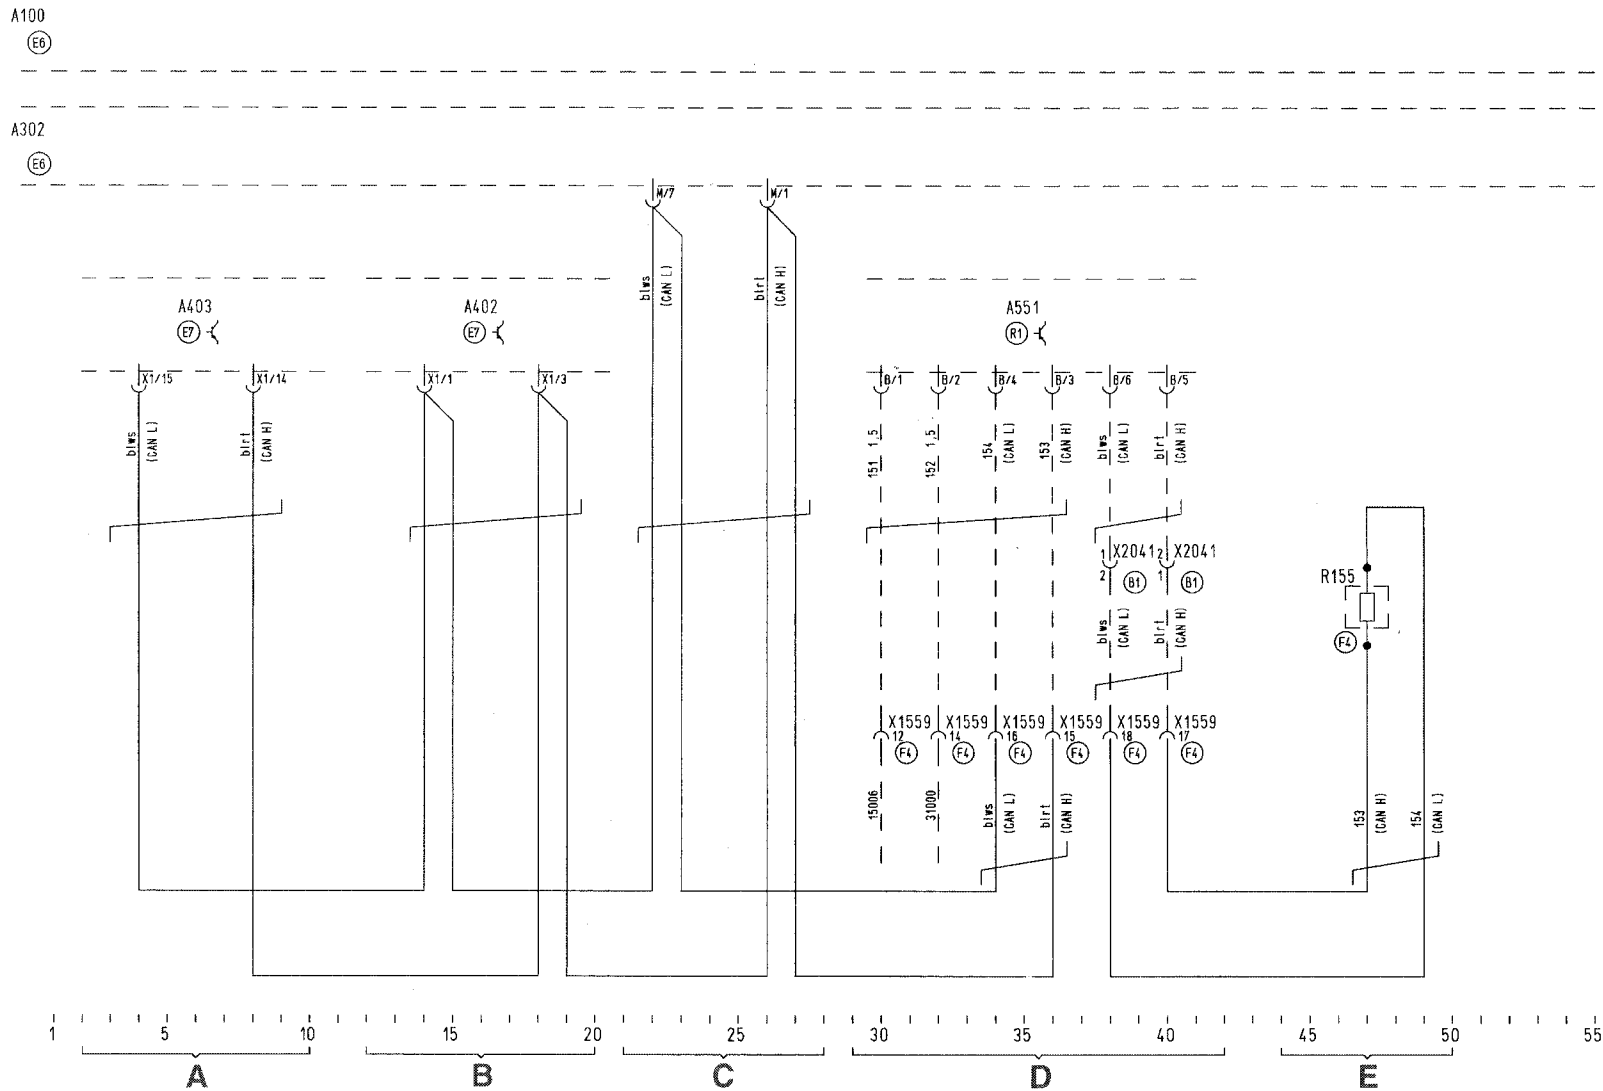 A100
E6
A302
E6
M/7
M/1
blws
(CAN L)
blrt
(CAN H)
A403
E7
A402
E7
A551
R1
X1/15
X1/14
X1/1
X1/3
B/1
B/2
B/4
B/3
B/6
B/5
blws
(CAN L)
blrt
(CAN H)
151 1,5
152 1,5
154
(CAN L)
153
(CAN H)
blws
(CAN L)
blrt
(CAN H)
1 X2041
2 X2041
2 B1
1 B1
R155
F4
blws
(CAN L)
blrt
(CAN H)
X1559 X1559 X1559 X1559 X1559 X1559
12 14 16 15 18 17
F4 F4 F4 F4 F4 F4
15006
31000
blws
(CAN L)
blrt
(CAN H)
153
(CAN H)
154
(CAN L)
1 5 10 15 20 25 30 35 40 45 50 55
A B C D E